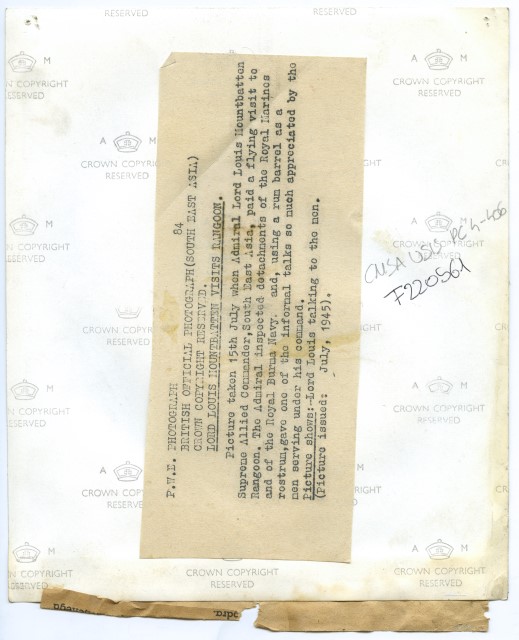 P.W.E. PHOTOGRAPH
84
BRITISH OFFICIAL PHOTOGRAPH(SOUTH EAST ASIA)
CROWN COPYRIGHT RESERVED.
LORD LOUIS MOUNTBATTEN VISITS RANGOON.
Picture taken 15th July when Admiral Lord Louis Mountbatten
Supreme Allied Commander,South East Asia, paid a flying visit to
Rangoon. The Admiral inspected detachments of the Royal Marines
and of the Royal Burma Navy. and, using a rum barrel as a
rostrum,gave one of the informal talks so much appreciated by the
men serving under his command.
Picture shows:-Lord Louis talking to the men.
(Picture issued: July, 1945).
F220561
A M
CROWN COPYRIGHT
RESERVED